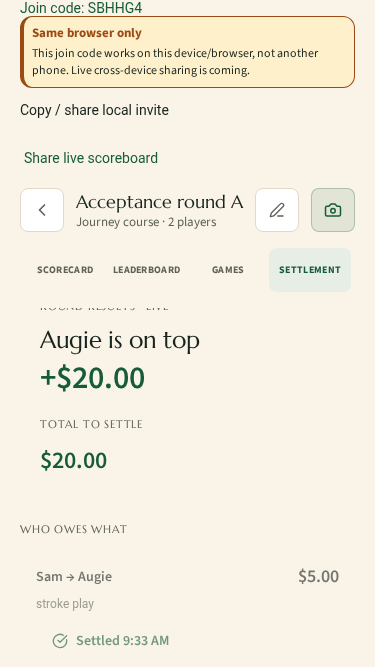 Join code: SBHHG4
Same browser only
This join code works on this device/browser, not another
phone. Live cross-device sharing is coming.
Copy / share local invite
Share live scoreboard
Acceptance round A
Journey course · 2 players
SCORECARD LEADERBOARD GAMES SETTLEMENT
Augie is on top
+$20.00
TOTAL TO SETTLE
$20.00
WHO OWES WHAT
Sam → Augie $5.00
stroke play
Settled 9:33 AM